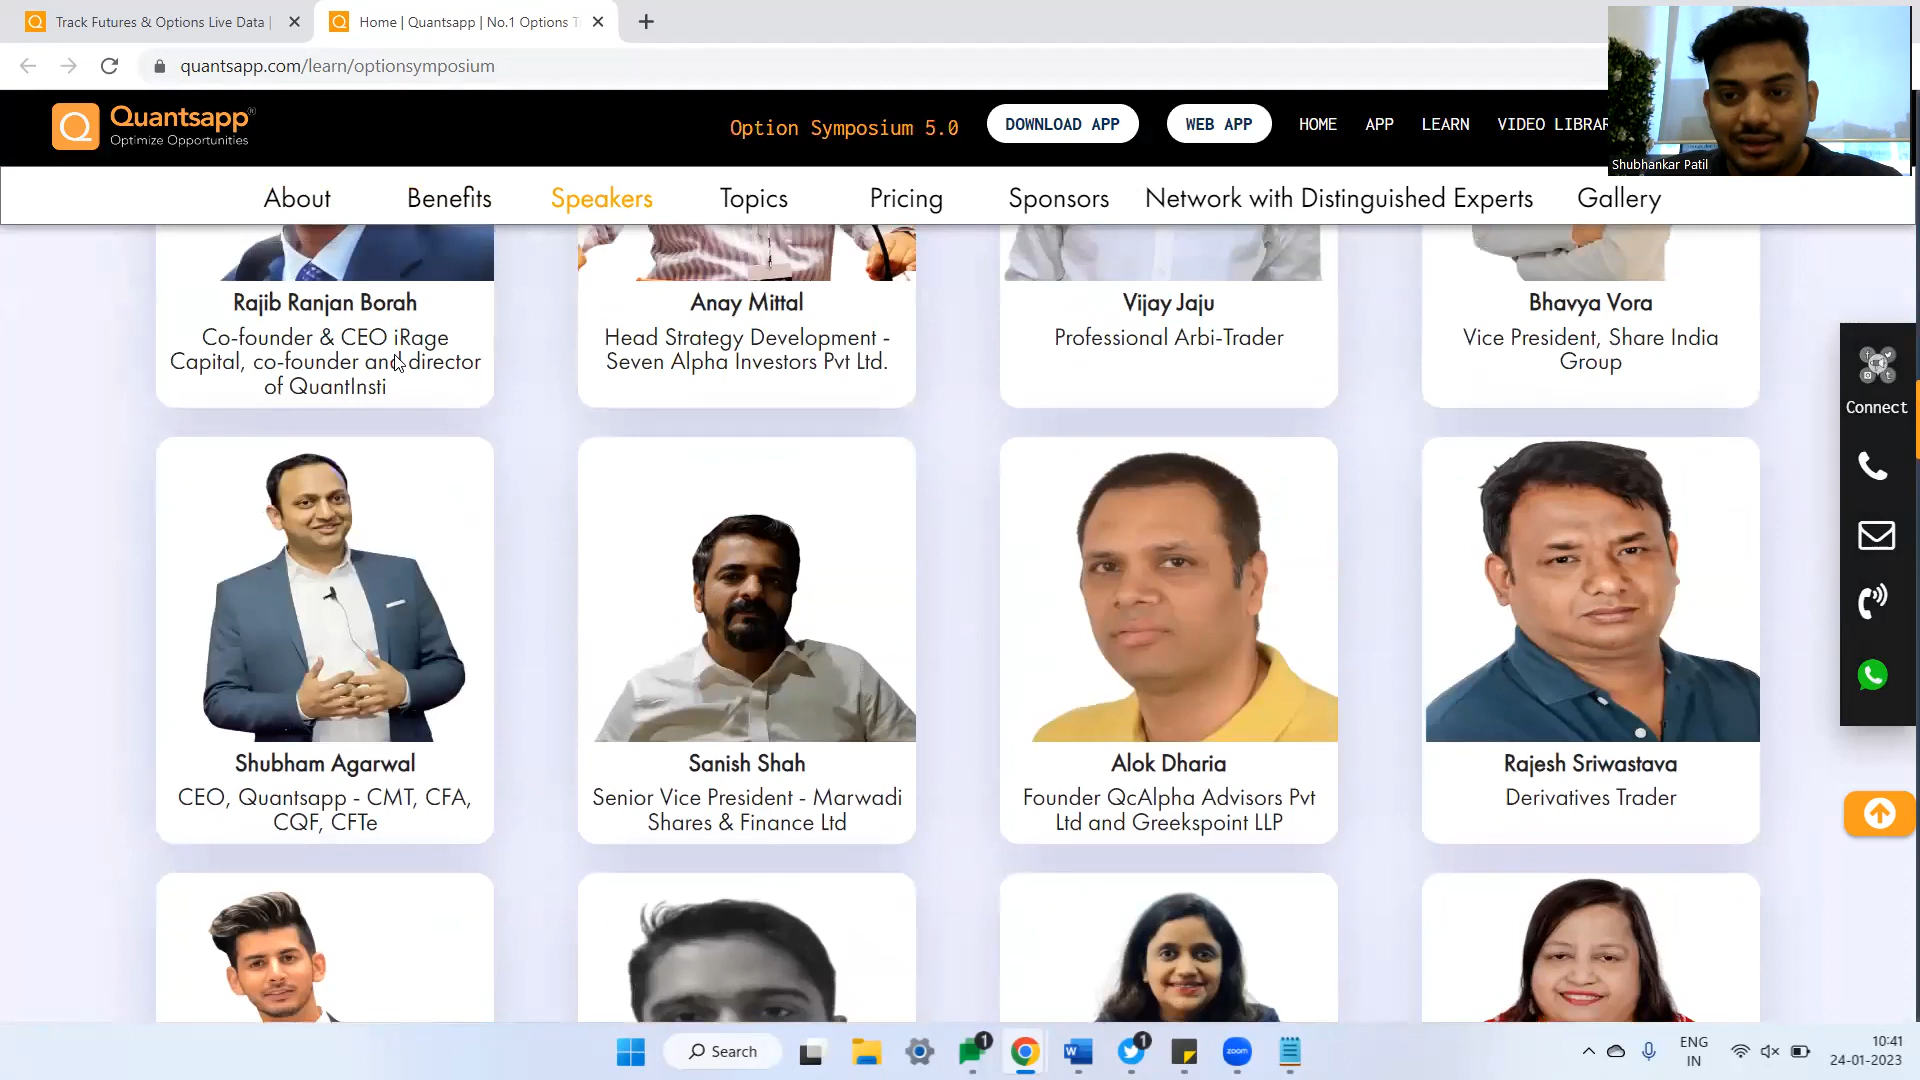 Track Futures & Options Live Data |
Home | Quantsapp | No.1 Options T
quantsapp.com/learn/optionsymposium
Quantsapp®
Optimize Opportunities
Option Symposium 5.0
DOWNLOAD APP
WEB APP
HOME
APP
LEARN
VIDEO LIBRAR
Shubhankar Patil
About
Benefits
Speakers
Topics
Pricing
Sponsors
Network with Distinguished Experts
Gallery
Rajib Ranjan Borah
Co-founder & CEO iRage
Capital, co-founder and director
of QuantInsti
Anay Mittal
Head Strategy Development -
Seven Alpha Investors Pvt Ltd.
Vijay Jaju
Professional Arbi-Trader
Bhavya Vora
Vice President, Share India
Group
Connect
Shubham Agarwal
CEO, Quantsapp - CMT, CFA,
CQF, CFTe
Sanish Shah
Senior Vice President - Marwadi
Shares & Finance Ltd
Alok Dharia
Founder QcAlpha Advisors Pvt
Ltd and Greekspoint LLP
Rajesh Sriwastava
Derivatives Trader
Search
1
1
zoom
ENG
IN
10:41
24-01-2023